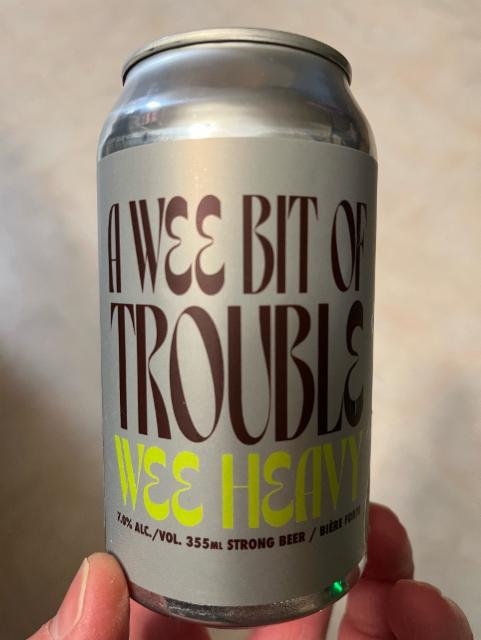 A WEE BIT OF
TROUBLE
WEE HEAVY
7.0% ALC./VOL. 355ML STRONG BEER / BIÈRE FORTE